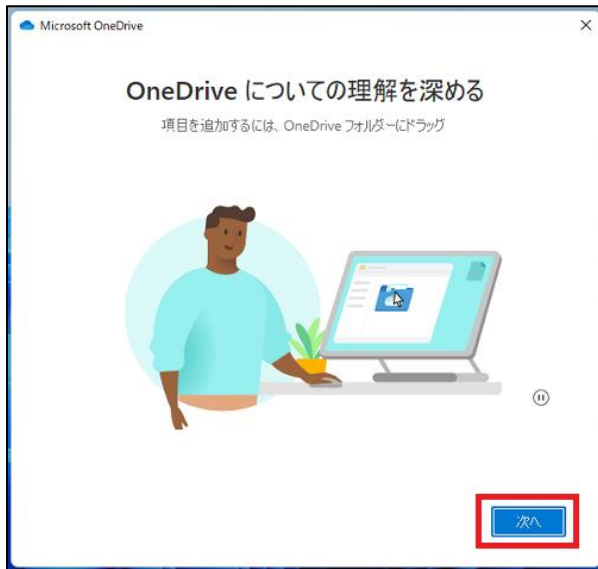 Microsoft OneDrive
OneDrive についての理解を深める
項目を追加するには、OneDrive フォルダーにドラッグ
次へ